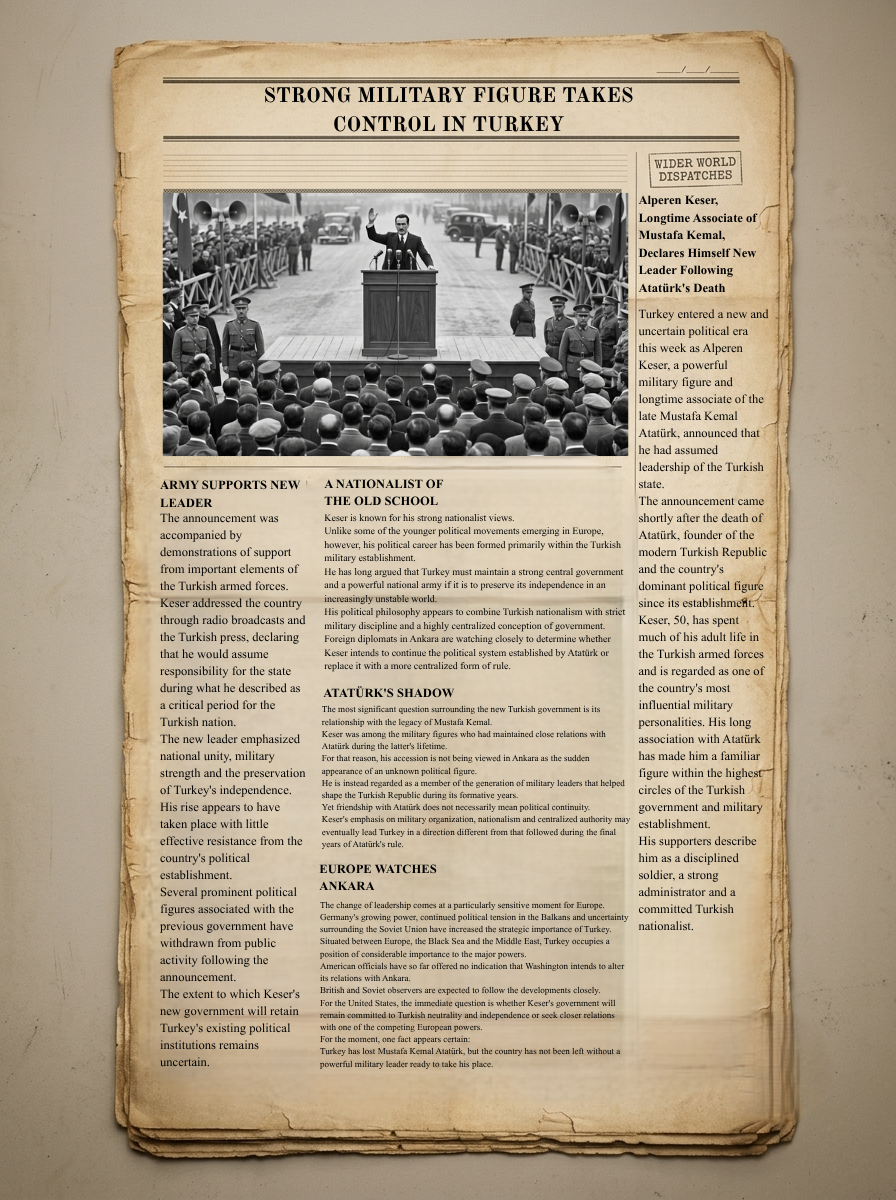 ____/___/_____
STRONG MILITARY FIGURE TAKES
CONTROL IN TURKEY
WIDER WORLD
DISPATCHES
Alperen Keser,
Longtime Associate of
Mustafa Kemal,
Declares Himself New
Leader Following
Atatürk's Death
Turkey entered a new and
uncertain political era
this week as Alperen
Keser, a powerful
military figure and
longtime associate of the
late Mustafa Kemal
Atatürk, announced that
he had assumed
leadership of the Turkish
state.
The announcement came
shortly after the death of
Atatürk, founder of the
modern Turkish Republic
and the country's
dominant political figure
since its establishment.
Keser, 50, has spent
much of his adult life in
the Turkish armed forces
and is regarded as one of
the country's most
influential military
personalities. His long
association with Atatürk
has made him a familiar
figure within the highest
circles of the Turkish
government and military
establishment.
His supporters describe
him as a disciplined
soldier, a strong
administrator and a
committed Turkish
nationalist.
ARMY SUPPORTS NEW
LEADER
The announcement was
accompanied by
demonstrations of support
from important elements of
the Turkish armed forces.
Keser addressed the country
through radio broadcasts and
the Turkish press, declaring
that he would assume
responsibility for the state
during what he described as
a critical period for the
Turkish nation.
The new leader emphasized
national unity, military
strength and the preservation
of Turkey's independence.
His rise appears to have
taken place with little
effective resistance from the
country's political
establishment.
Several prominent political
figures associated with the
previous government have
withdrawn from public
activity following the
announcement.
The extent to which Keser's
new government will retain
Turkey's existing political
institutions remains
uncertain.
A NATIONALIST OF
THE OLD SCHOOL
Keser is known for his strong nationalist views.
Unlike some of the younger political movements emerging in Europe,
however, his political career has been formed primarily within the Turkish
military establishment.
He has long argued that Turkey must maintain a strong central government
and a powerful national army if it is to preserve its independence in an
increasingly unstable world.
His political philosophy appears to combine Turkish nationalism with strict
military discipline and a highly centralized conception of government.
Foreign diplomats in Ankara are watching closely to determine whether
Keser intends to continue the political system established by Atatürk or
replace it with a more centralized form of rule.
ATATÜRK'S SHADOW
The most significant question surrounding the new Turkish government is its
relationship with the legacy of Mustafa Kemal.
Keser was among the military figures who had maintained close relations with
Atatürk during the latter's lifetime.
For that reason, his accession is not being viewed in Ankara as the sudden
appearance of an unknown political figure.
He is instead regarded as a member of the generation of military leaders that helped
shape the Turkish Republic during its formative years.
Yet friendship with Atatürk does not necessarily mean political continuity.
Keser's emphasis on military organization, nationalism and centralized authority may
eventually lead Turkey in a direction different from that followed during the final
years of Atatürk's rule.
EUROPE WATCHES
ANKARA
The change of leadership comes at a particularly sensitive moment for Europe.
Germany's growing power, continued political tension in the Balkans and uncertainty
surrounding the Soviet Union have increased the strategic importance of Turkey.
Situated between Europe, the Black Sea and the Middle East, Turkey occupies a
position of considerable importance to the major powers.
American officials have so far offered no indication that Washington intends to alter
its relations with Ankara.
British and Soviet observers are expected to follow the developments closely.
For the United States, the immediate question is whether Keser's government will
remain committed to Turkish neutrality and independence or seek closer relations
with one of the competing European powers.
For the moment, one fact appears certain:
Turkey has lost Mustafa Kemal Atatürk, but the country has not been left without a
powerful military leader ready to take his place.